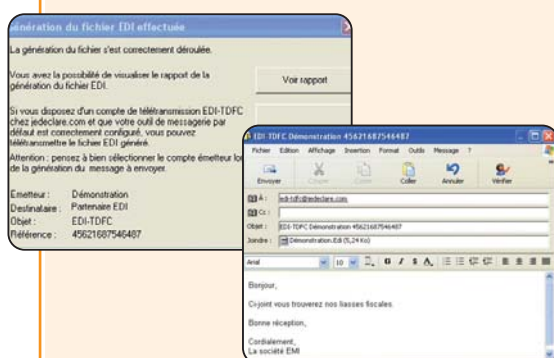 Génération du fichier EDI effectuée
La génération du fichier s'est correctement déroulée.
Vous avez la possibilité de visualiser le rapport de la
génération du fichier EDI.
Voir rapport
Si vous disposez d'un compte de télétransmission EDI-TDFC
chez jedeclare.com et que votre outil de messagerie par
défaut est correctement configuré, vous pouvez
télétransmettre le fichier EDI généré.
Attention : pensez à bien sélectionner le compte émetteur
de la génération du message à envoyer.
Emetteur : Démonstration
Destinataire : Partenaire EDI
Objet : EDI-TDFC
Référence : 45621687546487
EDI TDFC Démonstration 45621687546487
Fichier Edition Affichage Insertion Format Outils Message ?
Envoyer Couper Copier Coller Annuler Vérifier
À : edi-tdfc@jedeclare.com
Cc :
Objet : EDI-TDFC Démonstration 45621687546487
Joindre : Démonstration.Edi (5,24 Ko)
Arial 10 G I S A
Bonjour,
Ci-joint vous trouverez nos liasses fiscales.
Bonne réception,
Cordialement,
La société EMI